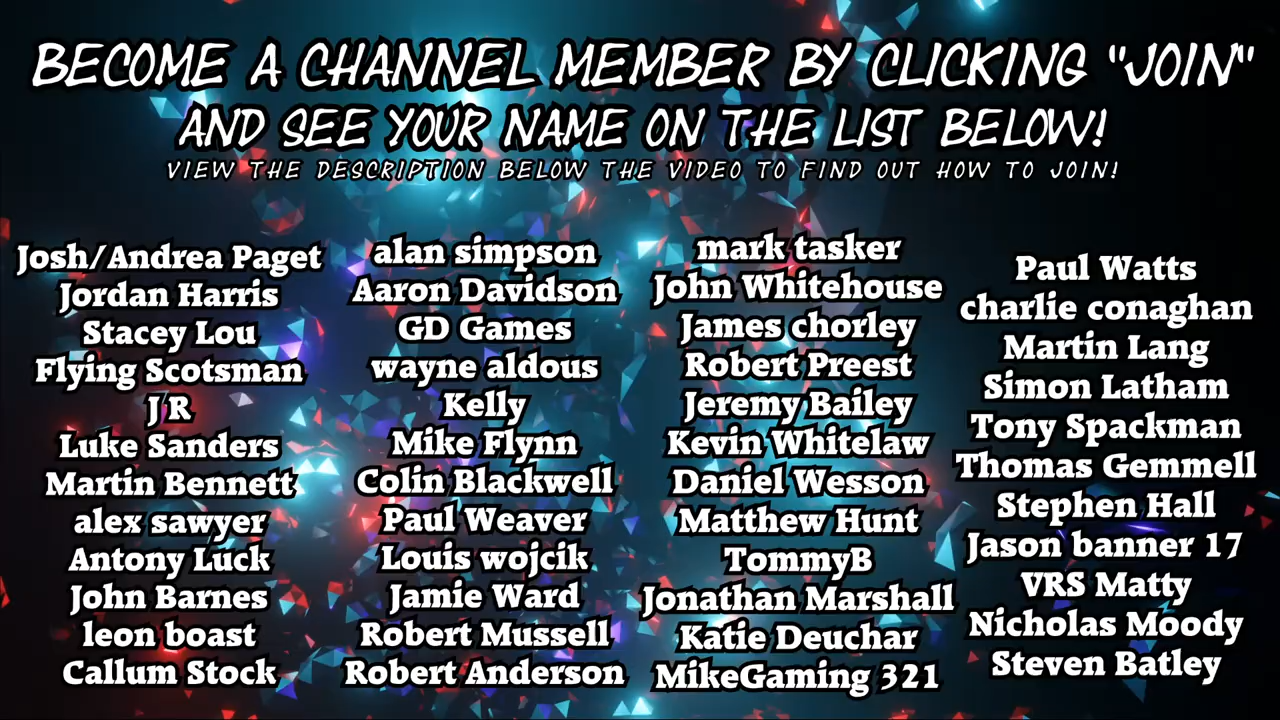 BECOME A CHANNEL MEMBER BY CLICKING "JOIN"
AND SEE YOUR NAME ON THE LIST BELOW!
VIEW THE DESCRIPTION BELOW THE VIDEO TO FIND OUT HOW TO JOIN!
Josh/Andrea Paget
Jordan Harris
Stacey Lou
Flying Scotsman
J R
Luke Sanders
Martin Bennett
alex sawyer
Antony Luck
John Barnes
leon boast
Callum Stock
alan simpson
Aaron Davidson
GD Games
wayne aldous
Kelly
Mike Flynn
Colin Blackwell
Paul Weaver
Louis wojcik
Jamie Ward
Robert Mussell
Robert Anderson
mark tasker
John Whitehouse
James chorley
Robert Preest
Jeremy Bailey
Kevin Whitelaw
Daniel Wesson
Matthew Hunt
TommyB
Jonathan Marshall
Katie Deuchar
MikeGaming 321
Paul Watts
charlie conaghan
Martin Lang
Simon Latham
Tony Spackman
Thomas Gemmell
Stephen Hall
Jason banner 17
VRS Matty
Nicholas Moody
Steven Batley